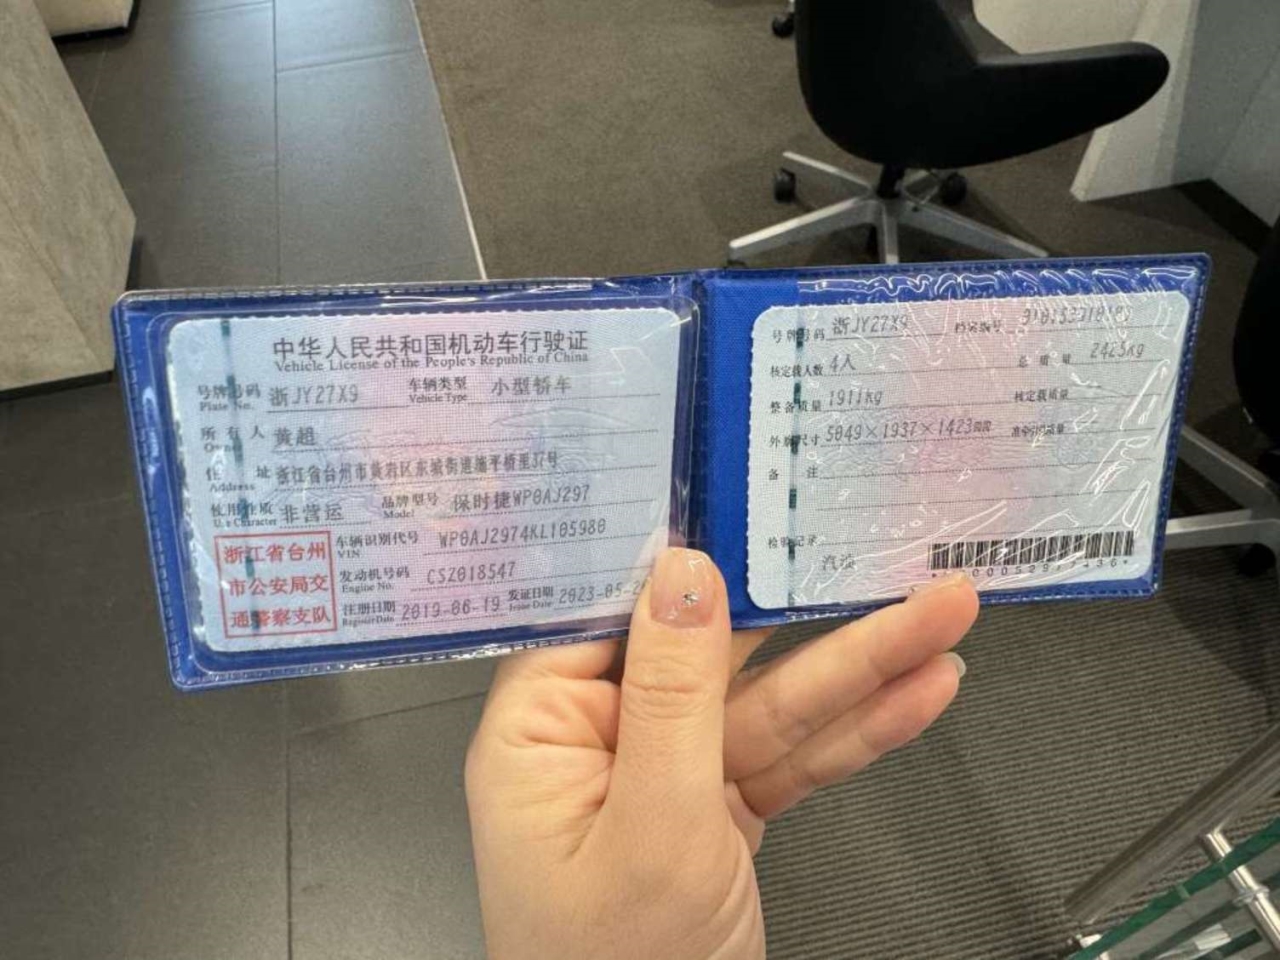 中华人民共和国机动车行驶证
Vehicle License of the People's Republic of China
号牌号码 浙JY27X9 车辆类型 小型轿车
Plate No. Vehicle Type
所有人 黄超
Owner
住址 浙江省台州市黄岩区东城街道 桥里37号
Address
使用性质 非营运 品牌型号 保时捷WP0AJ297
Use Character Model
浙江省台州
市公安局交
通警察支队
车辆识别代号 WP0AJ2974KL105980
VIN
发动机号码 CSZ018547
Engine No.
注册日期 2019-06-19 发证日期 2023-05-2
Register Date Issue Date
号牌号码 浙JY27X9 档案编号
核定载人数 4人 总质量 2425kg
整备质量 1911kg 核定载质量 --
外廓尺寸 5049×1937×1423mm 准牵引总质量 --
备注
检验记录
汽油